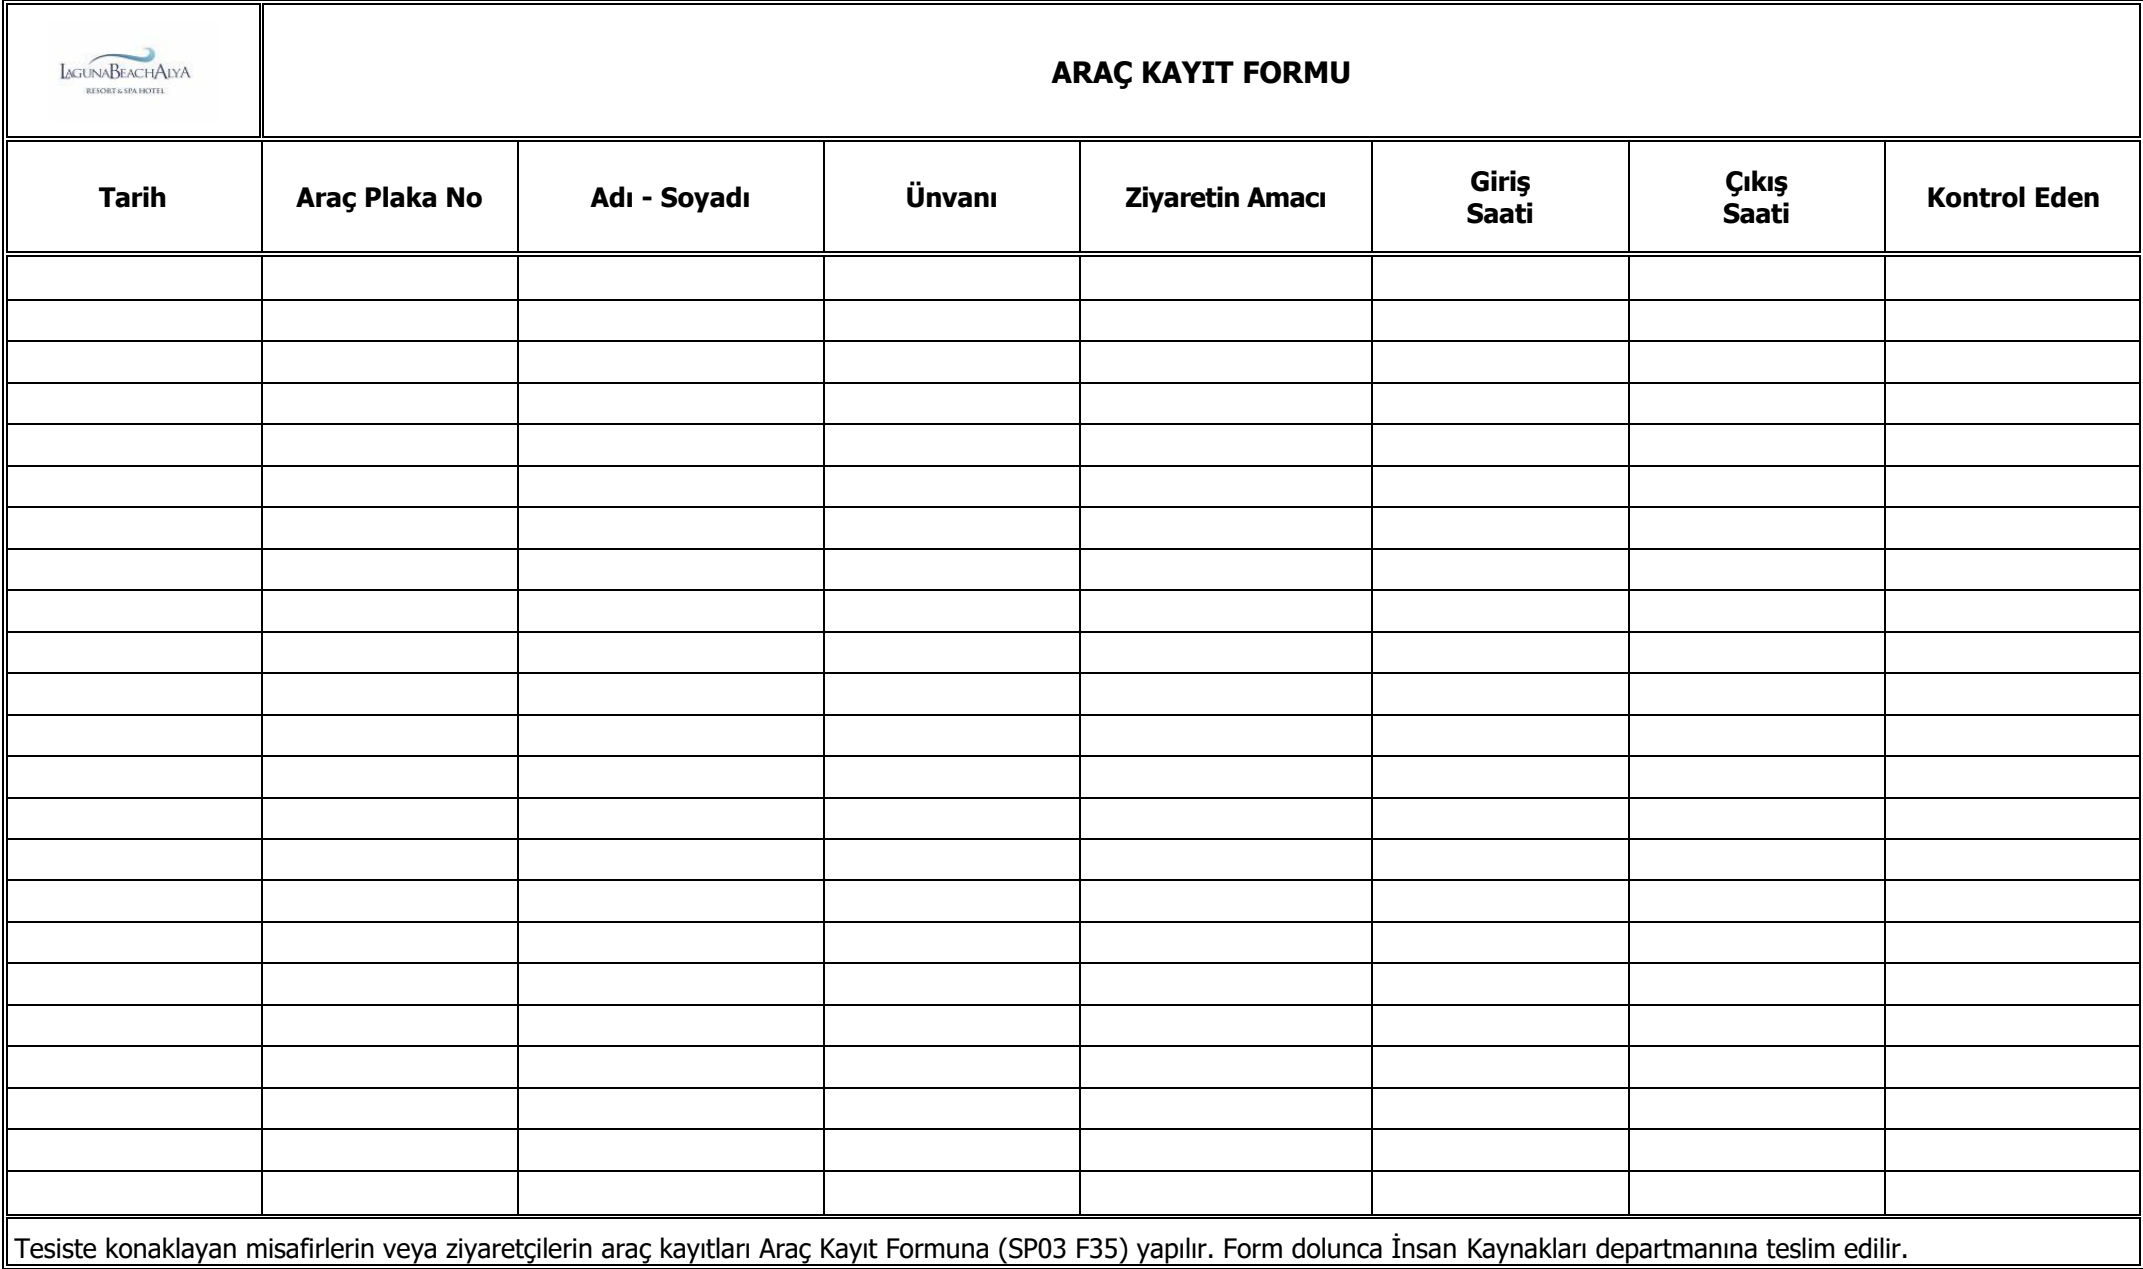 LAGUNABEACHALYA
RESORT & SPA HOTEL
ARAÇ KAYIT FORMU
Tarih
Araç Plaka No
Adı - Soyadı
Ünvanı
Ziyaretin Amacı
Giriş
Saati
Çıkış
Saati
Kontrol Eden
Tesiste konaklayan misafirlerin veya ziyaretçilerin araç kayıtları Araç Kayıt Formuna (SP03 F35) yapılır. Form dolunca İnsan Kaynakları departmanına teslim edilir.